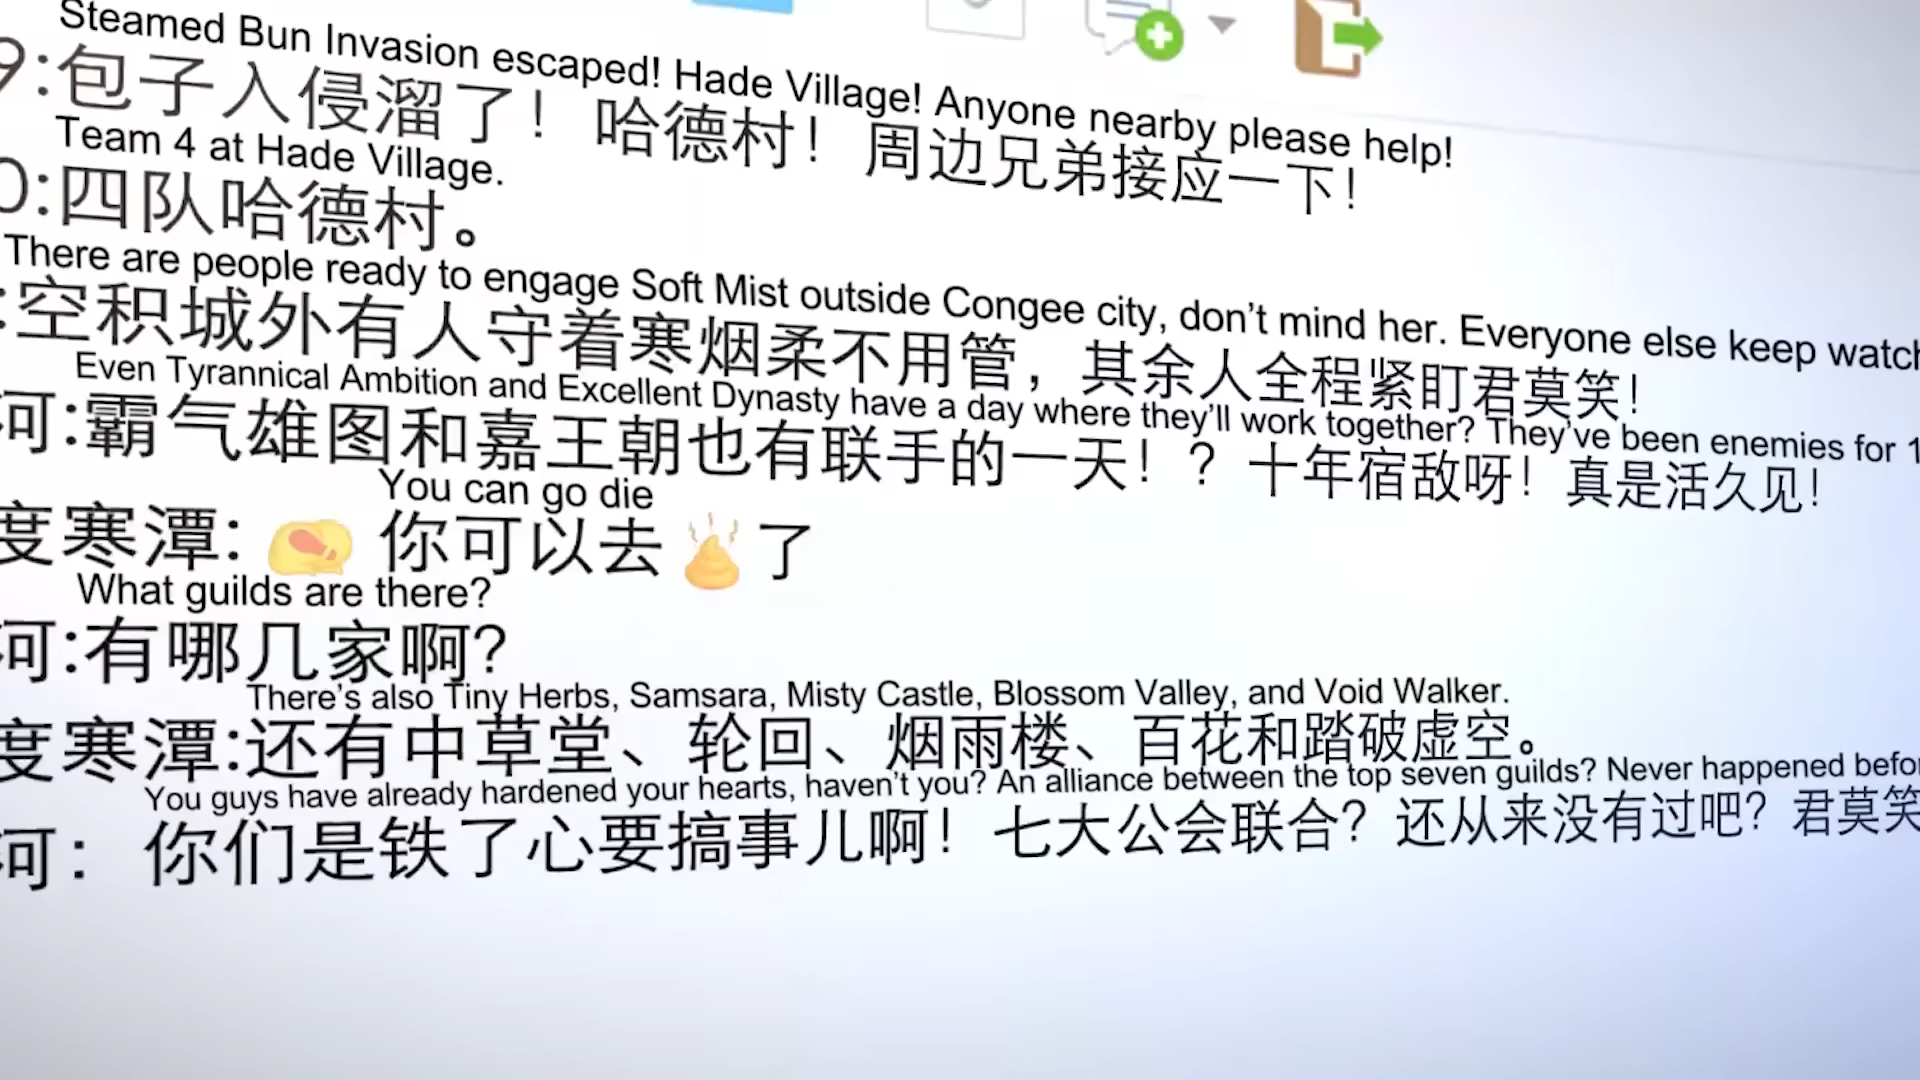 Steamed Bun Invasion escaped! Hade Village! Anyone nearby please help!
9:包子入侵溜了！哈德村！周边兄弟接应一下！
Team 4 at Hade Village.
0:四队哈德村。
There are people ready to engage Soft Mist outside Congee city, don't mind her. Everyone else keep watch
:空积城外有人守着寒烟柔不用管，其余人全程紧盯君莫笑！
Even Tyrannical Ambition and Excellent Dynasty have a day where they'll work together? They've been enemies for 1
河:霸气雄图和嘉王朝也有联手的一天！？十年宿敌呀！真是活久见！
You can go die
度寒潭: 你可以去 了
What guilds are there?
河:有哪几家啊?
There's also Tiny Herbs, Samsara, Misty Castle, Blossom Valley, and Void Walker.
度寒潭:还有中草堂、轮回、烟雨楼、百花和踏破虚空。
You guys have already hardened your hearts, haven't you? An alliance between the top seven guilds? Never happened befor
河：你们是铁了心要搞事儿啊！七大公会联合？还从来没有过吧？君莫笑